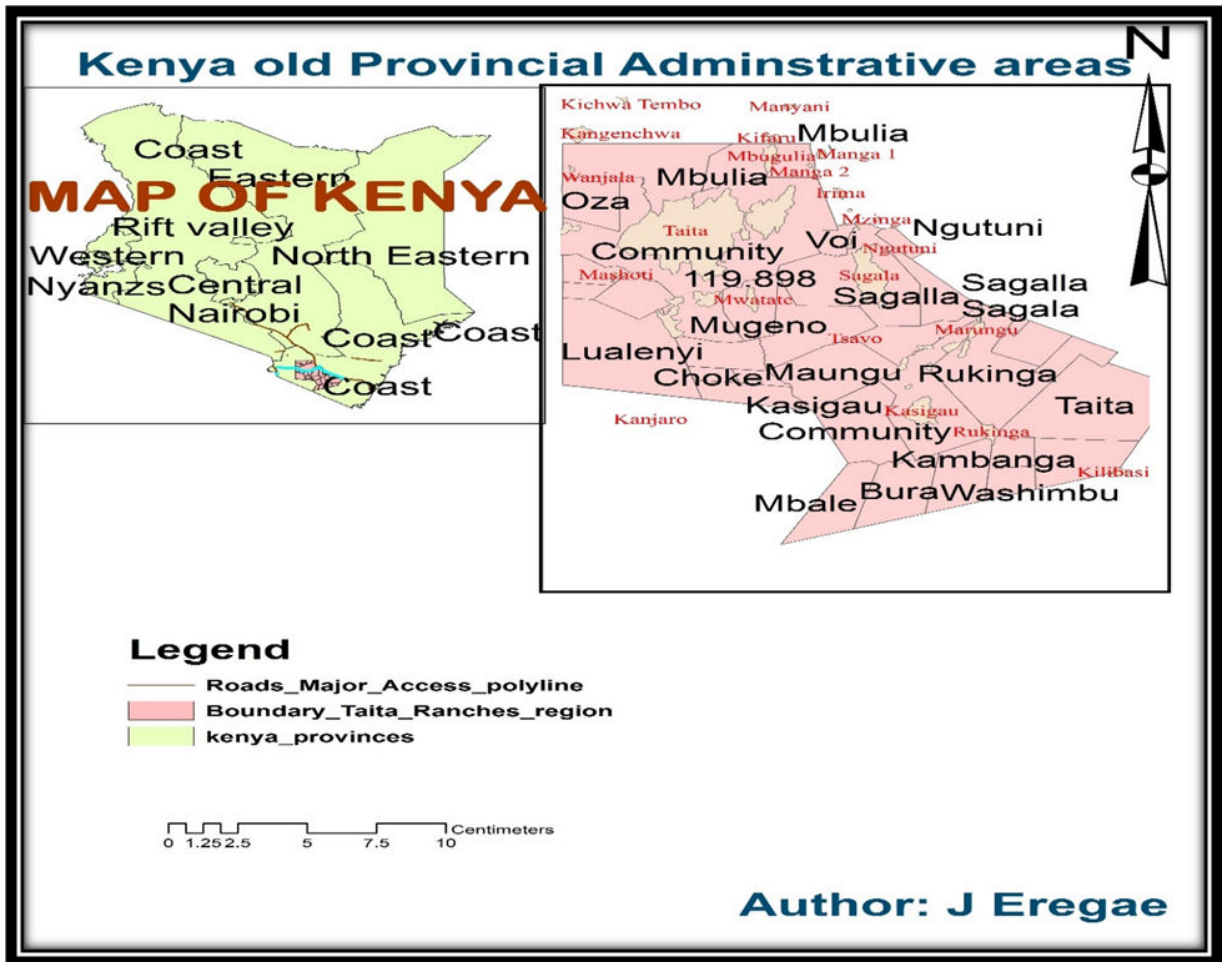 N
Kenya old Provincial Adminstrative areas
Coast
Eastern
MAP OF KENYA
Rift valley
Western
North Eastern
Nyanzs
Central
Nairobi
Coast
Coast
Coast
Kichwa Tembo
Manyani
Kangenchwa
Kifaru
Mbulia
Mbugulia
Manga 1
Wanjala
Mbulia
Manga 2
Oza
Irima
Mzinga
Taita
Voi
Ngutuni
Community
Ngutuni
Mashoti
119.898
Sagala
Sagalla
Mwatate
Sagalla
Sagala
Mugeno
Tsavo
Marungu
Lualenyi
Choke
Maungu
Rukinga
Kasigau
Kasigau
Taita
Kanjaro
Community
Rukinga
Kambanga
Kilibasi
Mbale
Bura
Washimbu
Legend
Roads_Major_Access_polyline
Boundary_Taita_Ranches_region
kenya_provinces
Centimeters
0 1.25 2.5 5 7.5 10
Author: J Eregae